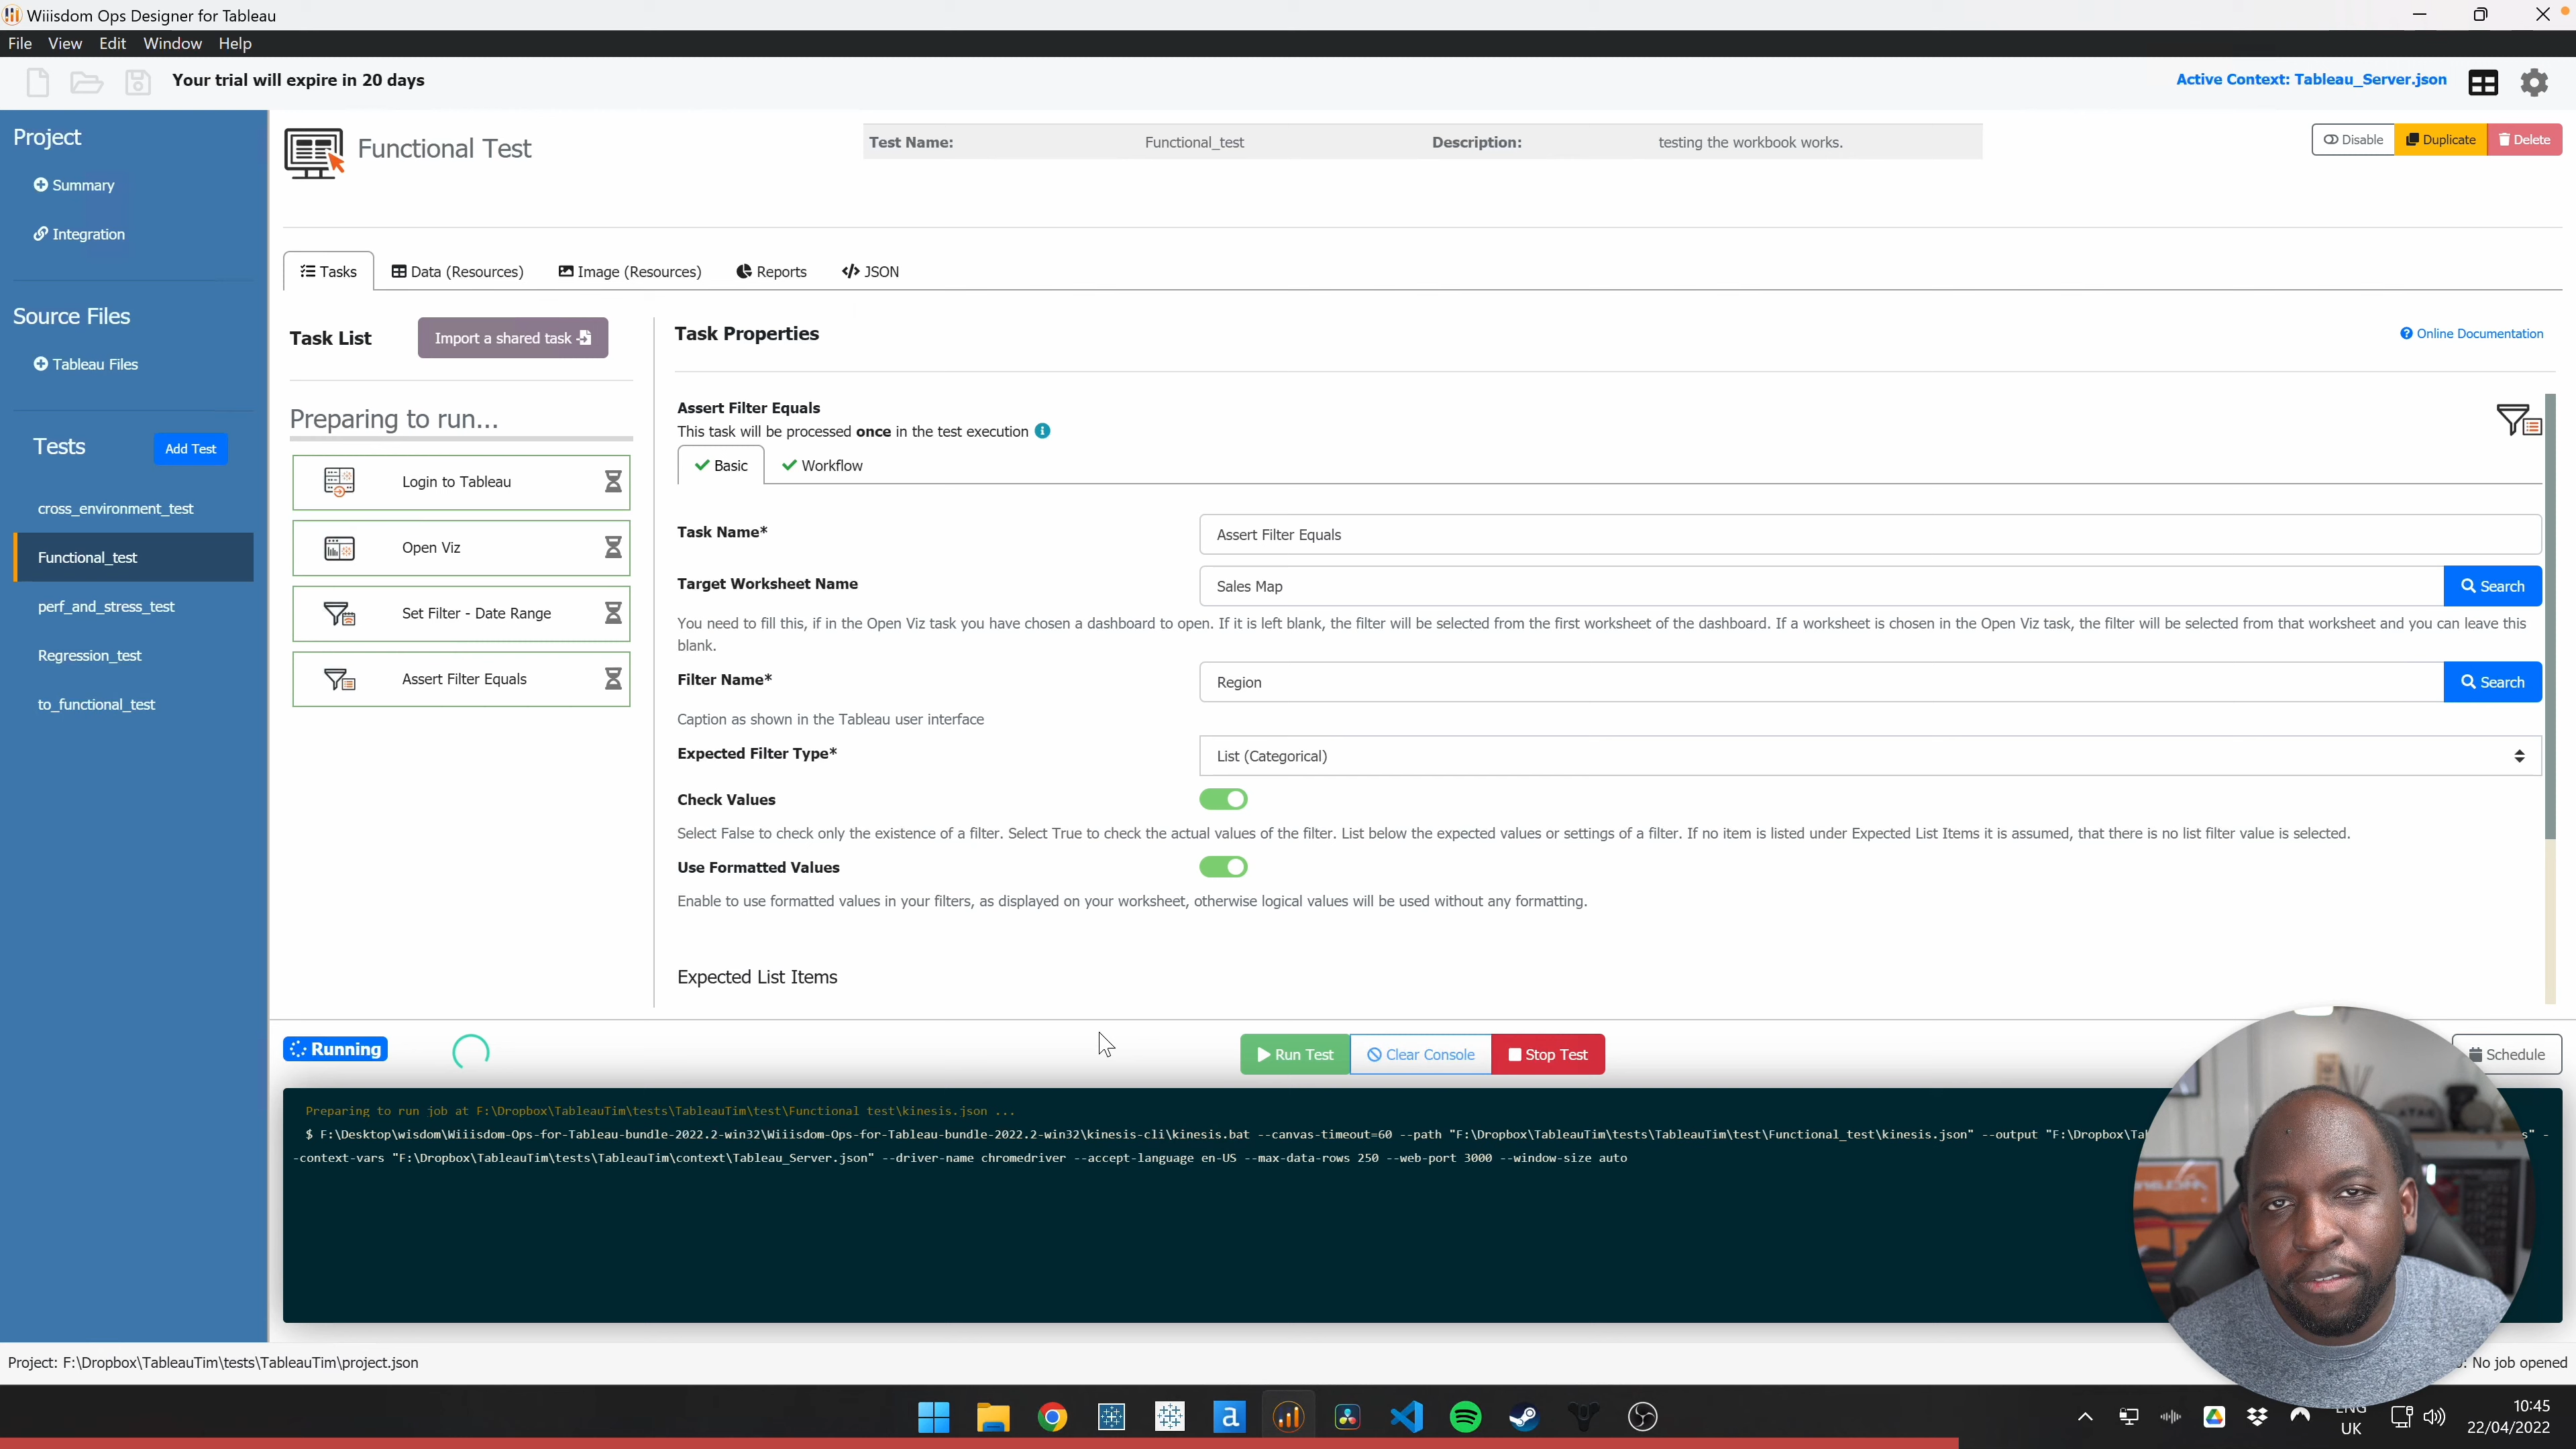 Wiiisdom Ops Designer for Tableau
File View Edit Window Help
Your trial will expire in 20 days
Active Context: Tableau_Server.json
Project
Summary
Integration
Source Files
Tableau Files
Tests Add Test
cross_environment_test
Functional_test
perf_and_stress_test
Regression_test
to_functional_test
Functional Test
Test Name: Functional_test Description: testing the workbook works.
Disable Duplicate Delete
Tasks Data (Resources) Image (Resources) Reports JSON
Task List Import a shared task
Preparing to run...
Login to Tableau
Open Viz
Set Filter - Date Range
Assert Filter Equals
Task Properties
Online Documentation
Assert Filter Equals
This task will be processed once in the test execution
Basic Workflow
Task Name* Assert Filter Equals
Target Worksheet Name Sales Map Search
You need to fill this, if in the Open Viz task you have chosen a dashboard to open. If it is left blank, the filter will be selected from the first worksheet of the dashboard. If a worksheet is chosen in the Open Viz task, the filter will be selected from that worksheet and you can leave this
blank.
Filter Name* Region Search
Caption as shown in the Tableau user interface
Expected Filter Type* List (Categorical)
Check Values
Select False to check only the existence of a filter. Select True to check the actual values of the filter. List below the expected values or settings of a filter. If no item is listed under Expected List Items it is assumed, that there is no list filter value is selected.
Use Formatted Values
Enable to use formatted values in your filters, as displayed on your worksheet, otherwise logical values will be used without any formatting.
Expected List Items
Running Run Test Clear Console Stop Test Schedule
Preparing to run job at F:\Dropbox\TableauTim\tests\TableauTim\test\Functional test\kinesis.json ...
$ F:\Desktop\wisdom\Wiiisdom-Ops-for-Tableau-bundle-2022.2-win32\Wiiisdom-Ops-for-Tableau-bundle-2022.2-win32\kinesis-cli\kinesis.bat --canvas-timeout=60 --path "F:\Dropbox\TableauTim\tests\TableauTim\test\Functional_test\kinesis.json" --output "F:\Dropbox\Ta s" -
-context-vars "F:\Dropbox\TableauTim\tests\TableauTim\context\Tableau_Server.json" --driver-name chromedriver --accept-language en-US --max-data-rows 250 --web-port 3000 --window-size auto
Project: F:\Dropbox\TableauTim\tests\TableauTim\project.json
No job opened
ENG
UK
10:45
22/04/2022